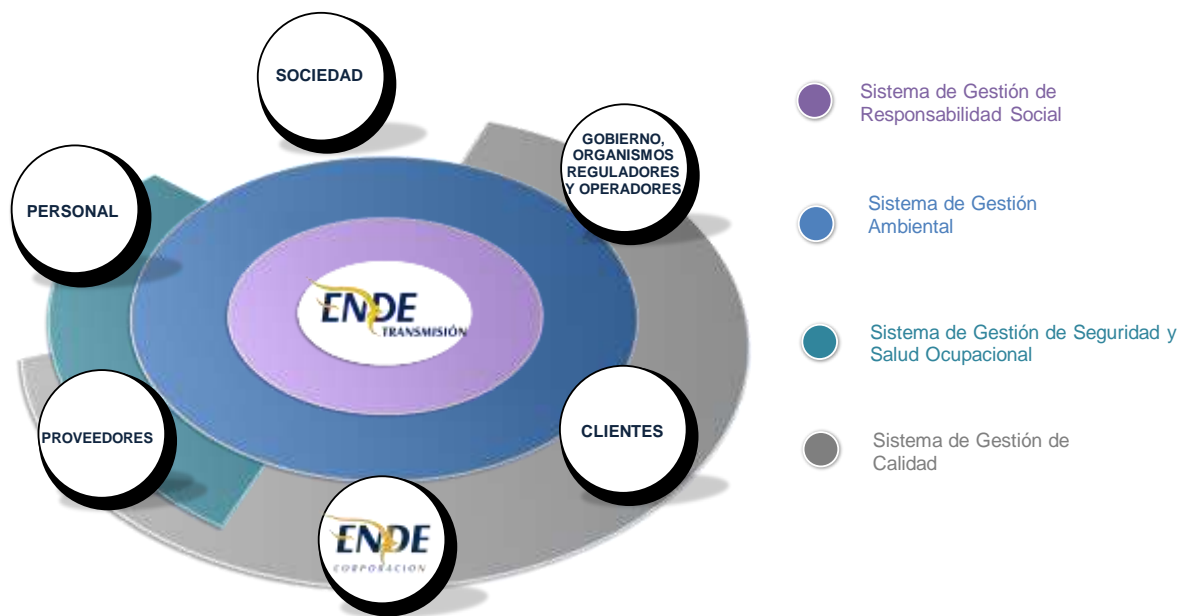 SOCIEDAD
GOBIERNO,
ORGANISMOS
REGULADORES
Y OPERADORES
PERSONAL
ENDE
TRANSMISIÓN
PROVEEDORES
CLIENTES
ENDE
CORPORACION
Sistema de Gestión de
Responsabilidad Social
Sistema de Gestión
Ambiental
Sistema de Gestión de Seguridad y
Salud Ocupacional
Sistema de Gestión de
Calidad